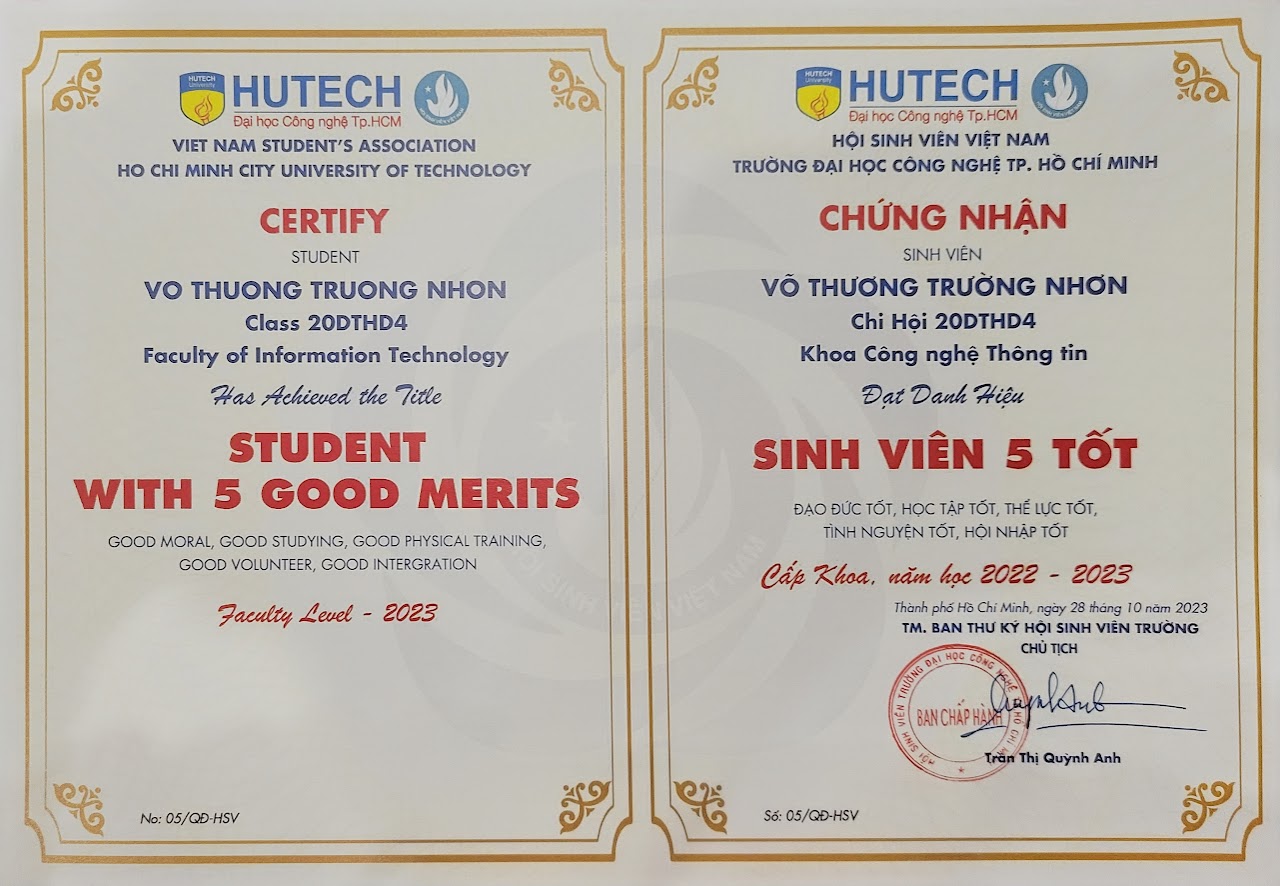 HUTECH
University
HUTECH
Đại học Công nghệ Tp.HCM
VIET NAM STUDENT'S ASSOCIATION
HO CHI MINH CITY UNIVERSITY OF TECHNOLOGY
CERTIFY
STUDENT
VO THUONG TRUONG NHON
Class 20DTHD4
Faculty of Information Technology
Has Achieved the Title
STUDENT
WITH 5 GOOD MERITS
GOOD MORAL, GOOD STUDYING, GOOD PHYSICAL TRAINING,
GOOD VOLUNTEER, GOOD INTERGRATION
Faculty Level - 2023
No: 05/QĐ-HSV
HUTECH
University
HUTECH
Đại học Công nghệ Tp.HCM
HỘI SINH VIÊN VIỆT NAM
TRƯỜNG ĐẠI HỌC CÔNG NGHỆ TP. HỒ CHÍ MINH
CHỨNG NHẬN
SINH VIÊN
VÕ THƯƠNG TRƯỜNG NHƠN
Chi Hội 20DTHD4
Khoa Công nghệ Thông tin
Đạt Danh Hiệu
SINH VIÊN 5 TỐT
ĐẠO ĐỨC TỐT, HỌC TẬP TỐT, THỂ LỰC TỐT,
TÌNH NGUYỆN TỐT, HỘI NHẬP TỐT
Cấp Khoa, năm học 2022 - 2023
Thành phố Hồ Chí Minh, ngày 28 tháng 10 năm 2023
TM. BAN THƯ KÝ HỘI SINH VIÊN TRƯỜNG
CHỦ TỊCH
HỘI SINH VIÊN TRƯỜNG ĐẠI HỌC CÔNG NGHỆ
BAN CHẤP HÀNH
Quỳnh Anh
Trần Thị Quỳnh Anh
Số: 05/QĐ-HSV
HỘI SINH VIÊN VIỆT NAM